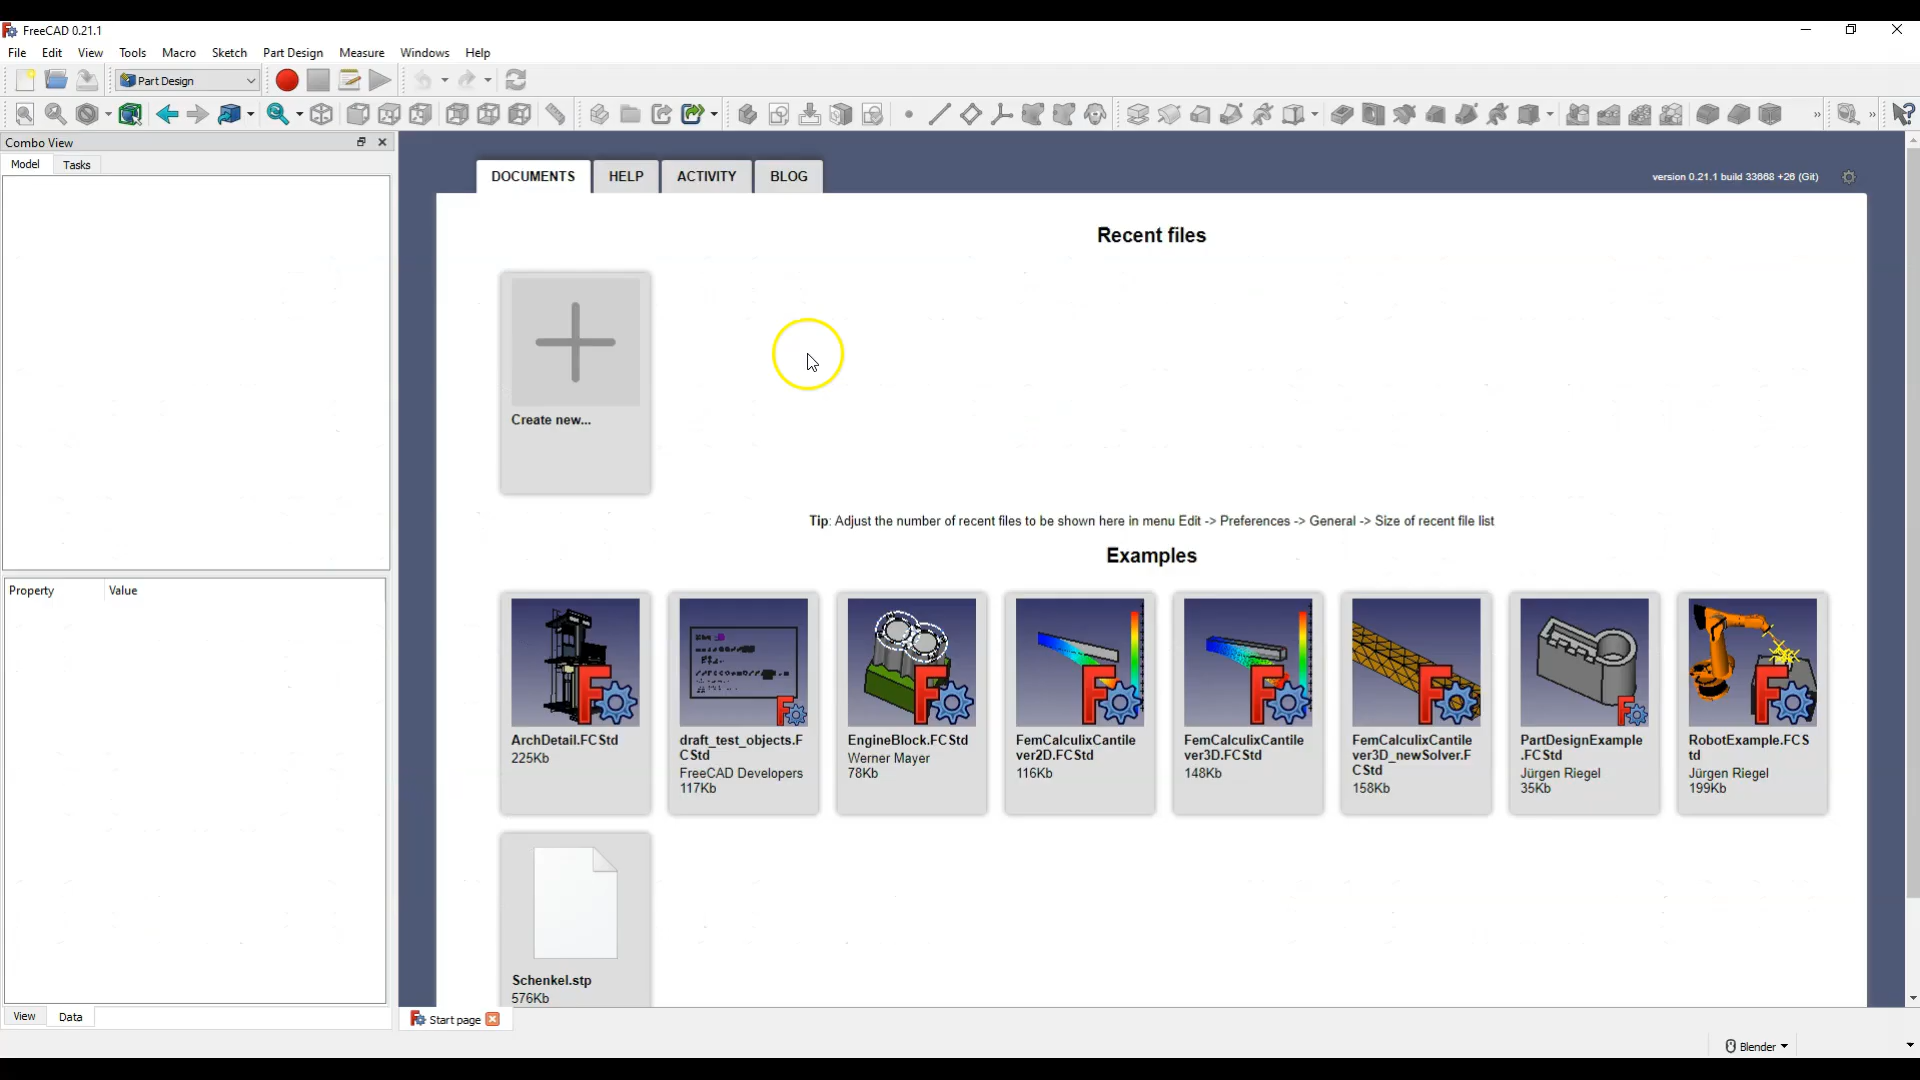 FreeCAD 0.21.1
File Edit View Tools Macro Sketch Part Design Measure Windows Help
Part Design
Combo View
Model Tasks
Property Value
View Data
DOCUMENTS HELP ACTIVITY BLOG
version 0.21.1 build 33668 +26 (Git)
Recent files
Create new...
Tip: Adjust the number of recent files to be shown here in menu Edit -> Preferences -> General -> Size of recent file list
Examples
ArchDetail.FCStd
225Kb
draft_test_objects.F
CStd
FreeCAD Developers
117Kb
EngineBlock.FCStd
Werner Mayer
78Kb
FemCalculixCantile
ver2D.FCStd
116Kb
FemCalculixCantile
ver3D.FCStd
148Kb
FemCalculixCantile
ver3D_newSolver.F
CStd
158Kb
PartDesignExample
.FCStd
Jürgen Riegel
35Kb
RobotExample.FCS
td
Jürgen Riegel
199Kb
Schenkel.stp
576Kb
Start page
Blender